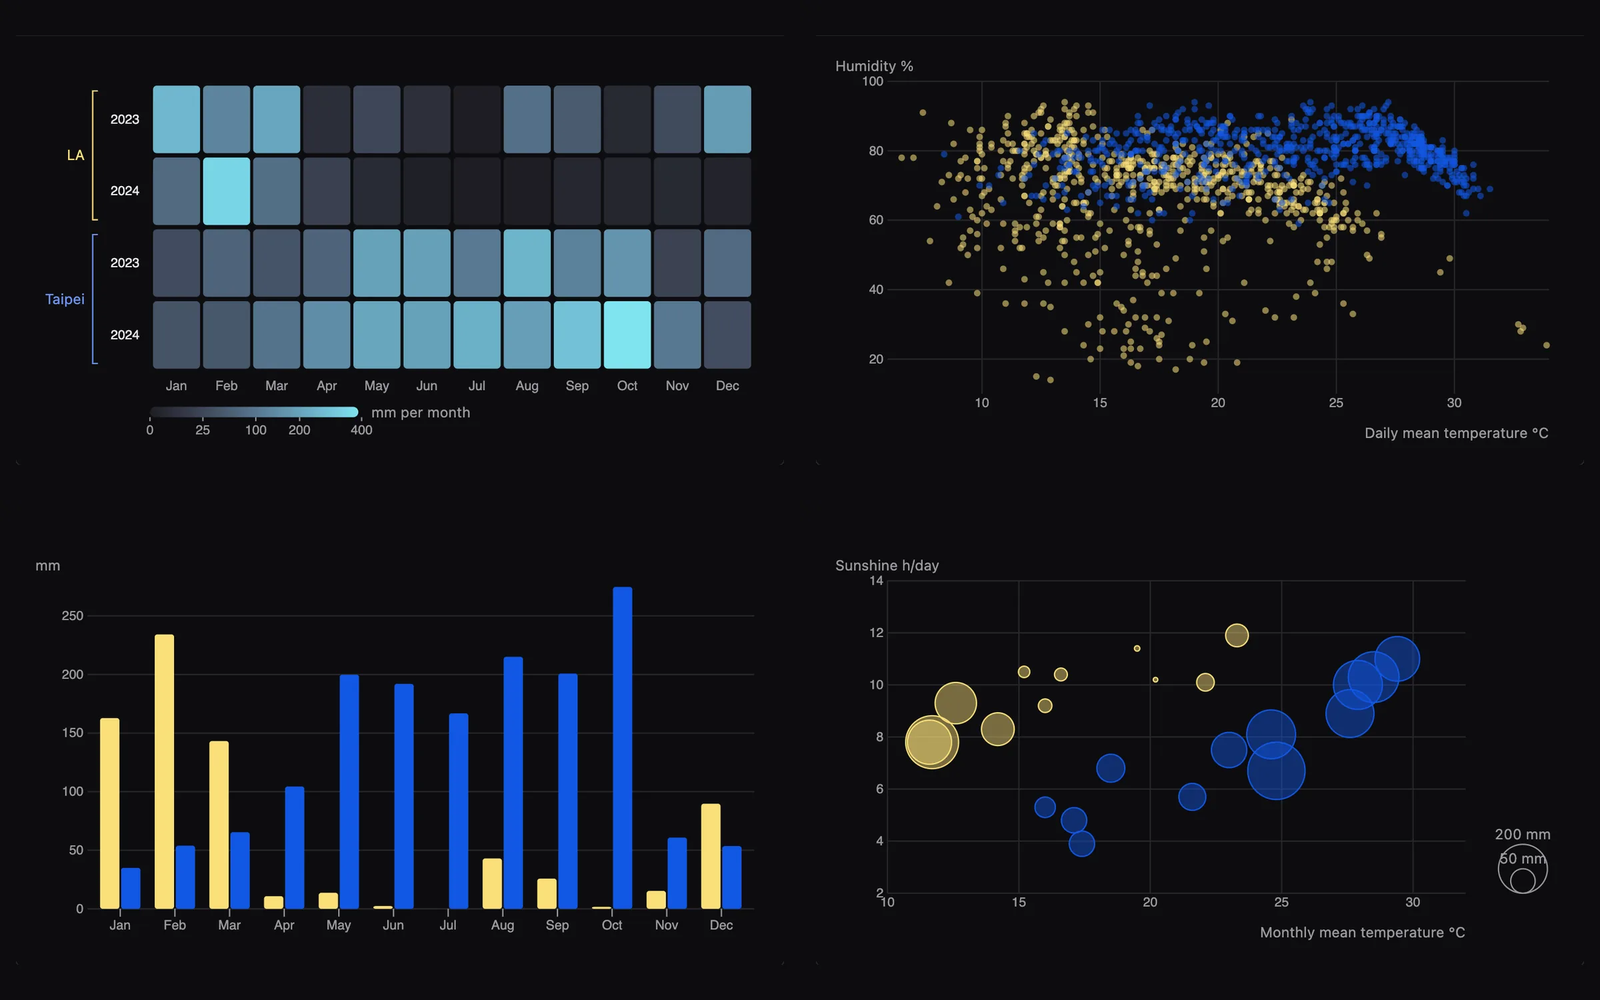 LA
2023
2024
Taipei
2023
2024
Jan Feb Mar Apr May Jun Jul Aug Sep Oct Nov Dec
mm per month
0 25 100 200 400
Humidity %
100
80
60
40
20
10 15 20 25 30
Daily mean temperature °C
mm
250
200
150
100
50
0
Jan Feb Mar Apr May Jun Jul Aug Sep Oct Nov Dec
Sunshine h/day
14
12
10
8
6
4
2
10 15 20 25 30
Monthly mean temperature °C
200 mm
50 mm